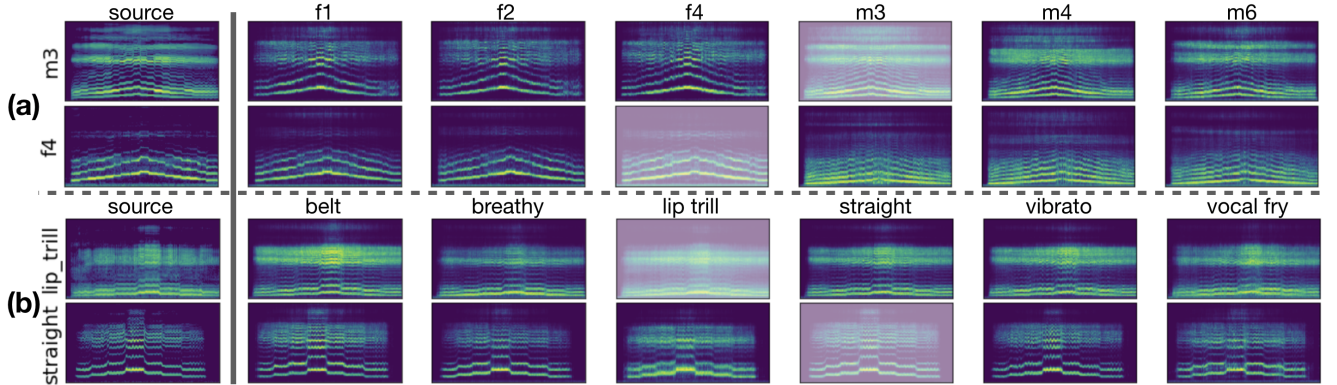 source f1 f2 f4 m3 m4 m6
(a)
m3
f4
source belt breathy lip trill straight vibrato vocal fry
(b)
lip_trill
straight